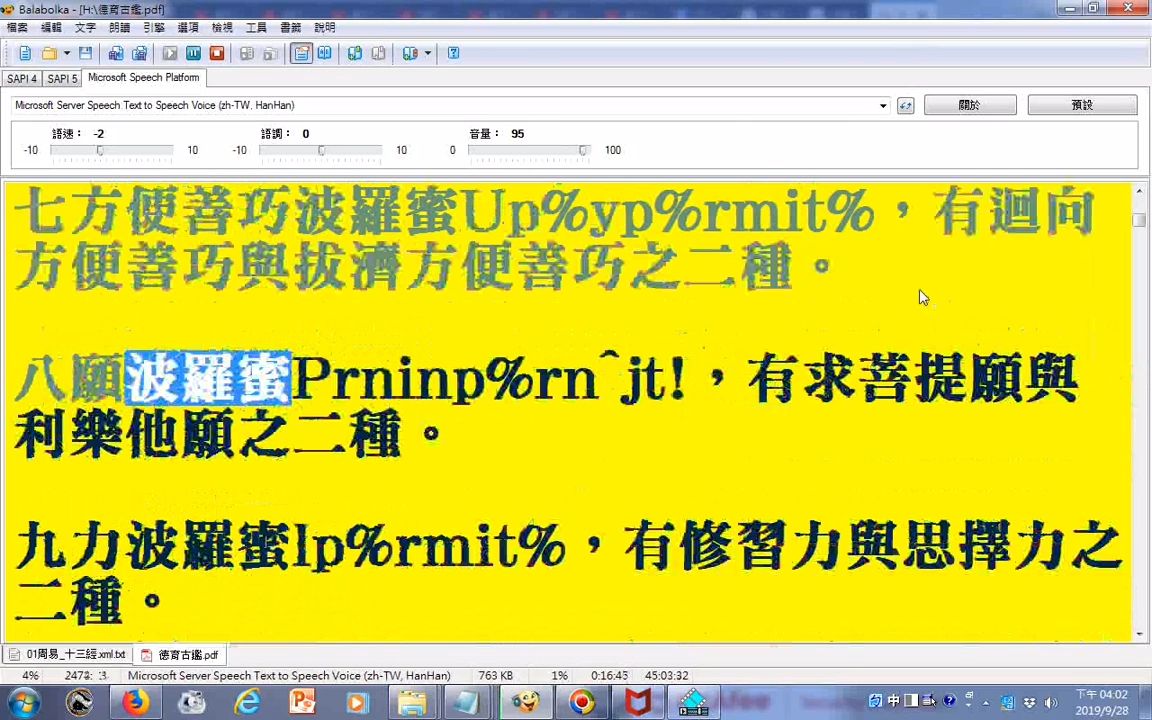 Balabolka - [H:\德育古鑑.pdf]
檔案 編輯 文字 朗讀 引擎 選項 檢視 工具 書籤 說明
SAPI 4 SAPI 5 Microsoft Speech Platform
Microsoft Server Speech Text to Speech Voice (zh-TW, HanHan) 關於 預設
語速： -2 語調： 0 音量： 95
-10 10 -10 10 0 100
七方便善巧波羅蜜Up%yp%rmit%，有迴向
方便善巧與拔濟方便善巧之二種。
八願波羅蜜Prninp%rn^jt!，有求菩提願與
利樂他願之二種。
九力波羅蜜lp%rmit%，有修習力與思擇力之
二種。
01周易_十三經.xml.txt 德育古鑑.pdf
4% Microsoft Server Speech Text to Speech Voice (zh-TW, HanHan) 763 KB 1% 0:16:43 45:03:32
中 下午 04:02
2019/9/28